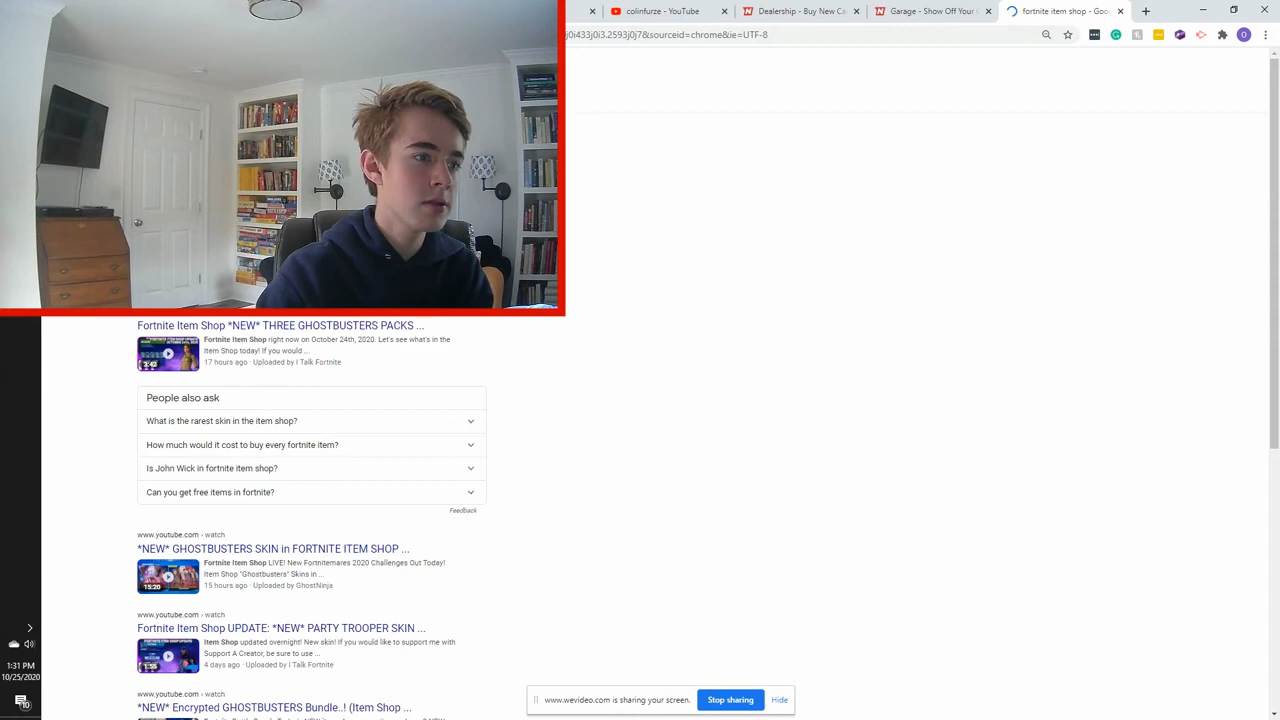 colinfurze - YouTube
Dealership - Buy New Ca
Garage - Show Off Your
fortnite item shop - Goo
j0i433j0i3.2593j0j7&sourceid=chrome&ie=UTF-8
Fortnite Item Shop *NEW* THREE GHOSTBUSTERS PACKS ...
Fortnite Item Shop right now on October 24th, 2020. Let's see what's in the
Item Shop today! If you would ...
2:42
17 hours ago · Uploaded by I Talk Fortnite
People also ask
What is the rarest skin in the item shop?
How much would it cost to buy every fortnite item?
Is John Wick in fortnite item shop?
Can you get free items in fortnite?
Feedback
www.youtube.com › watch
*NEW* GHOSTBUSTERS SKIN in FORTNITE ITEM SHOP ...
Fortnite Item Shop LIVE! New Fortnitemares 2020 Challenges Out Today!
Item Shop "Ghostbusters" Skins in ...
15:20
15 hours ago · Uploaded by GhostNinja
www.youtube.com › watch
Fortnite Item Shop UPDATE: *NEW* PARTY TROOPER SKIN ...
Item Shop updated overnight! New skin! If you would like to support me with
Support A Creator, be sure to use ...
4 days ago · Uploaded by I Talk Fortnite
www.youtube.com › watch
*NEW* Encrypted GHOSTBUSTERS Bundle..! (Item Shop ...
1:31 PM
10/25/2020
10
www.wevideo.com is sharing your screen.
Stop sharing
Hide